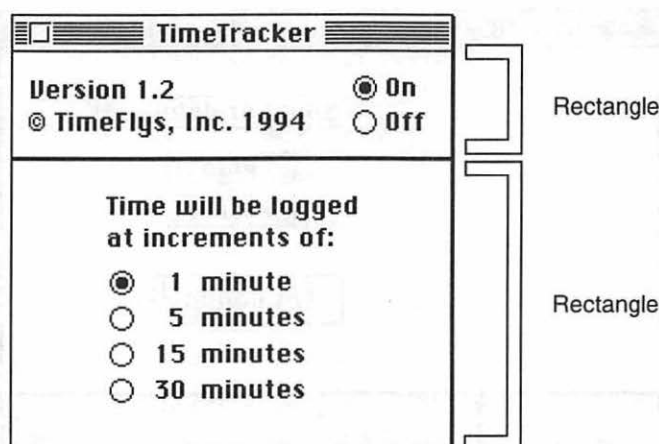 TimeTracker
Version 1.2
On
© TimeFlys, Inc. 1994
Off
Rectangle
Time will be logged
at increments of:
1 minute
5 minutes
Rectangle
15 minutes
30 minutes